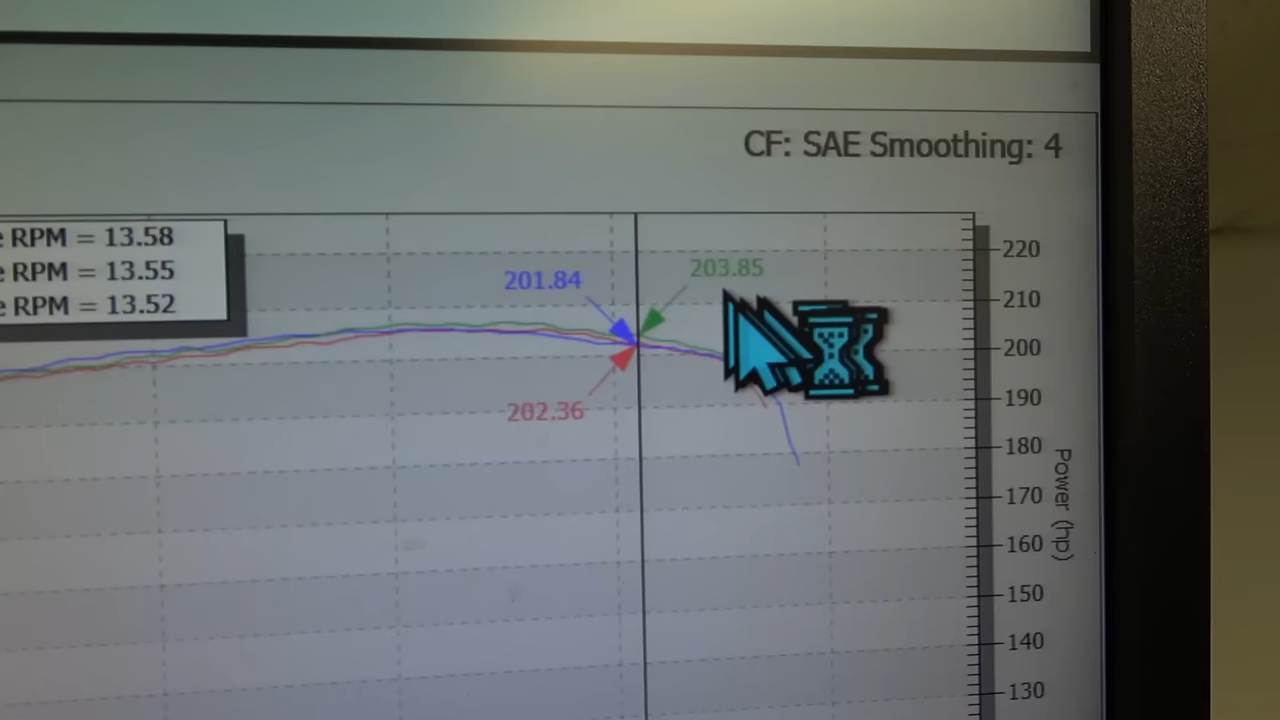 CF: SAE Smoothing: 4
e RPM = 13.58
e RPM = 13.55
e RPM = 13.52
201.84
203.85
202.36
220
210
200
190
180
170
160
150
140
130
Power (hp)